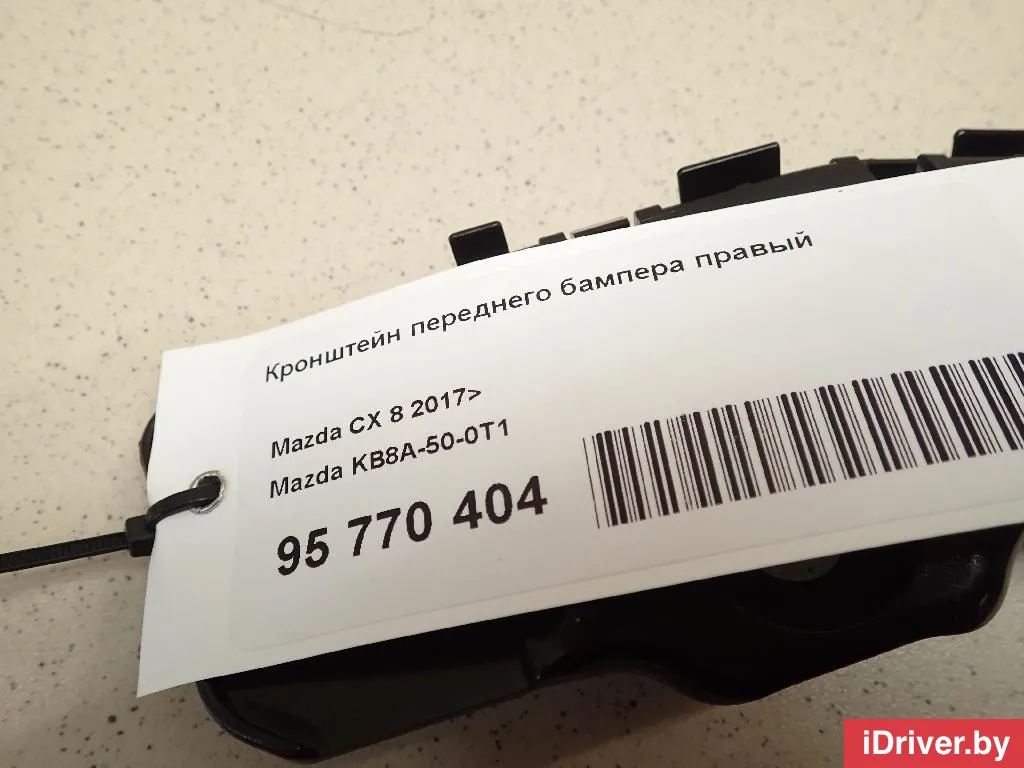 Кронштейн переднего бампера правый
Mazda CX 8 2017>
Mazda KB8A-50-0T1
95 770 404
iDriver.by